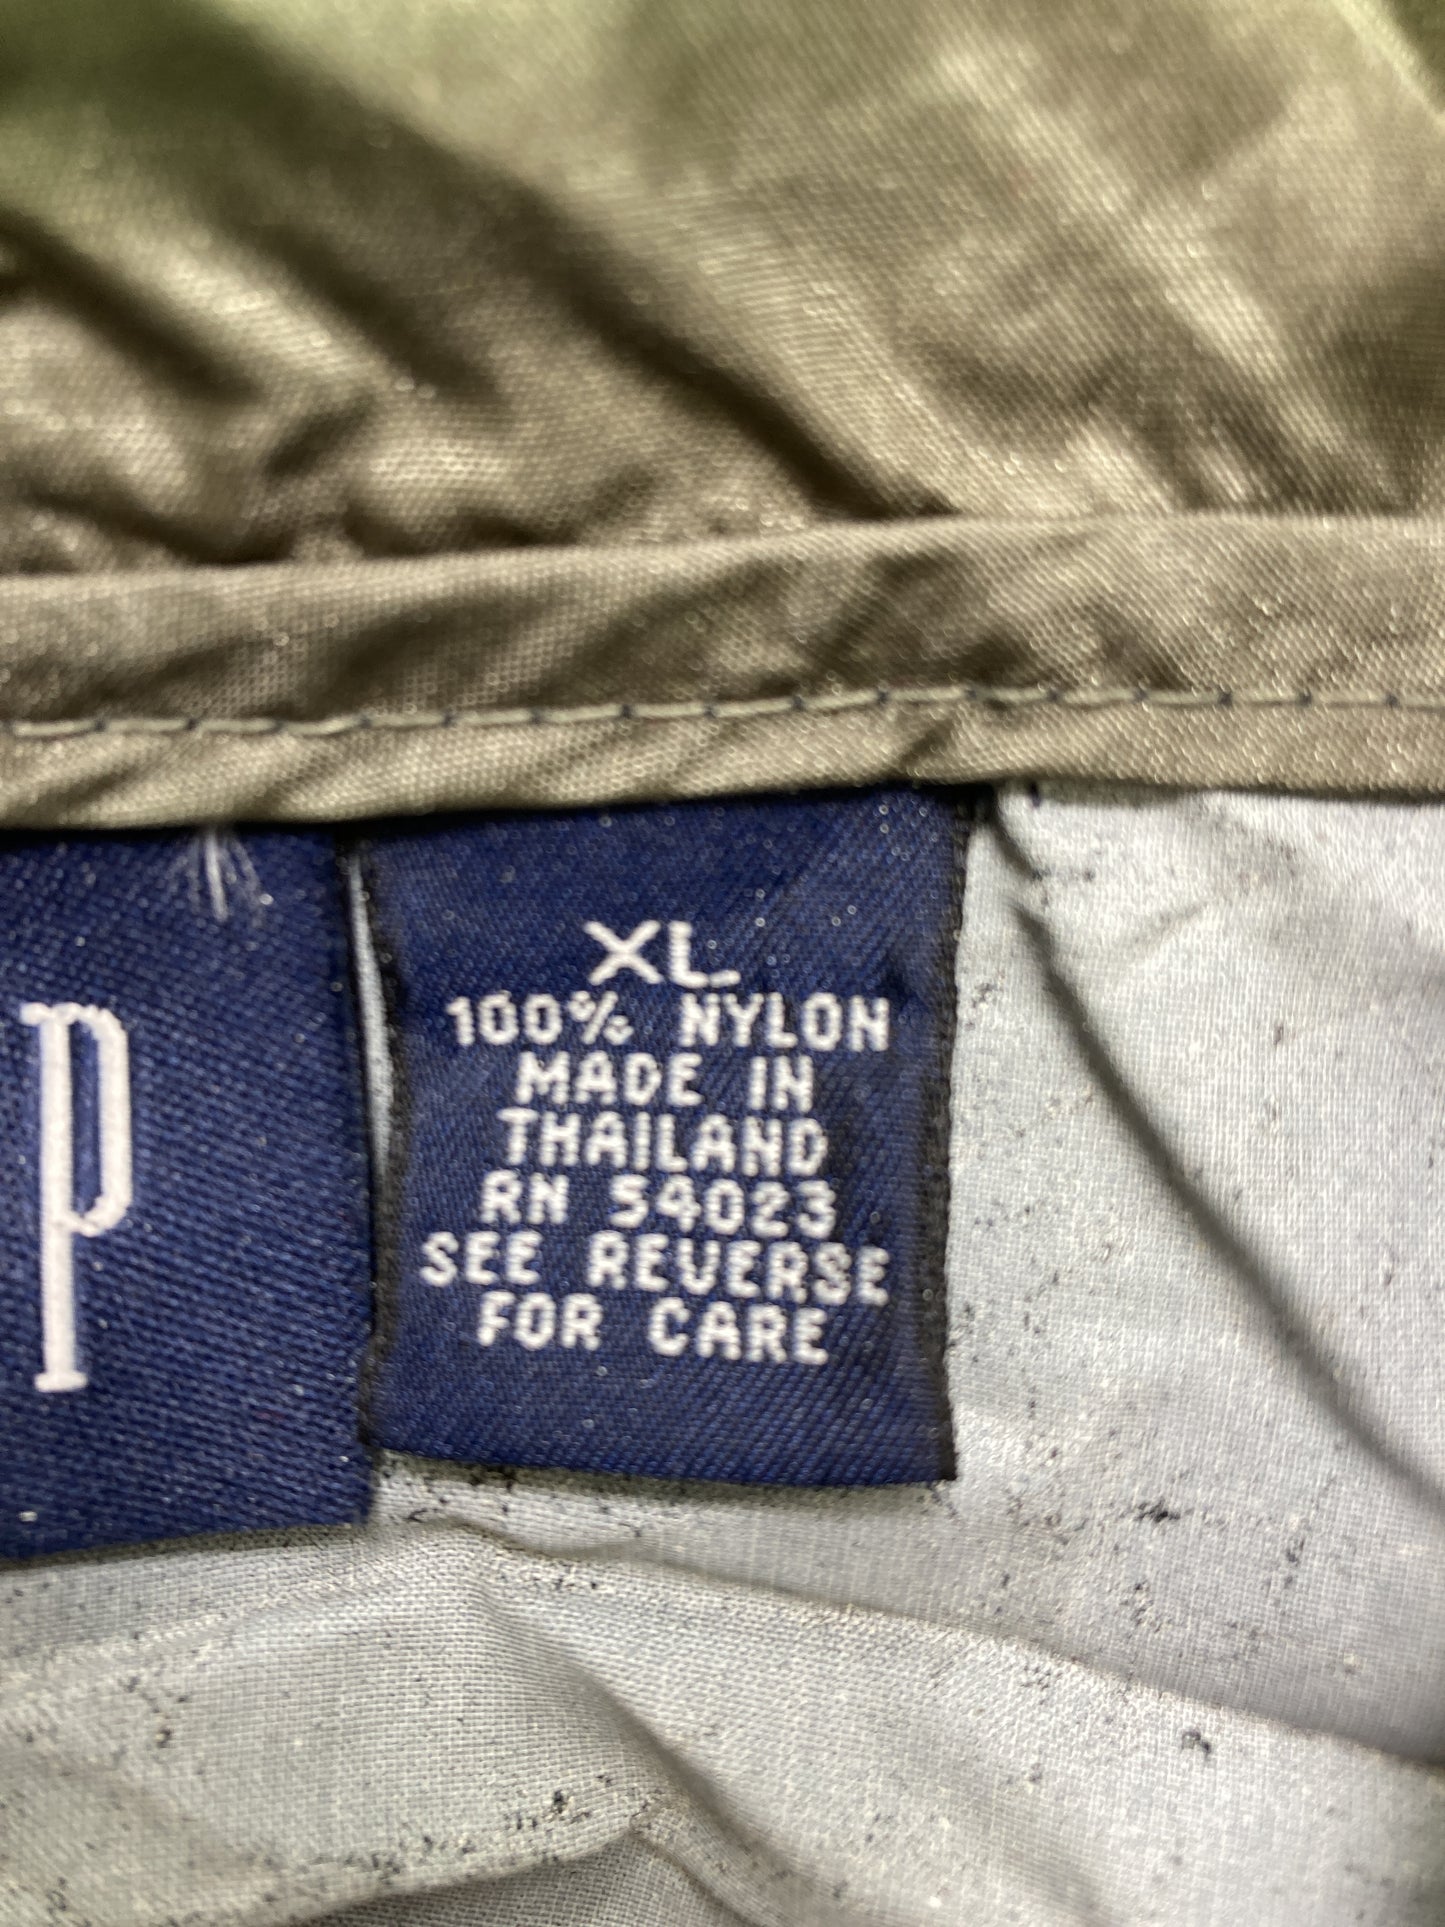 P
XL
100% NYLON
MADE IN
THAILAND
RN 54023
SEE REVERSE
FOR CARE